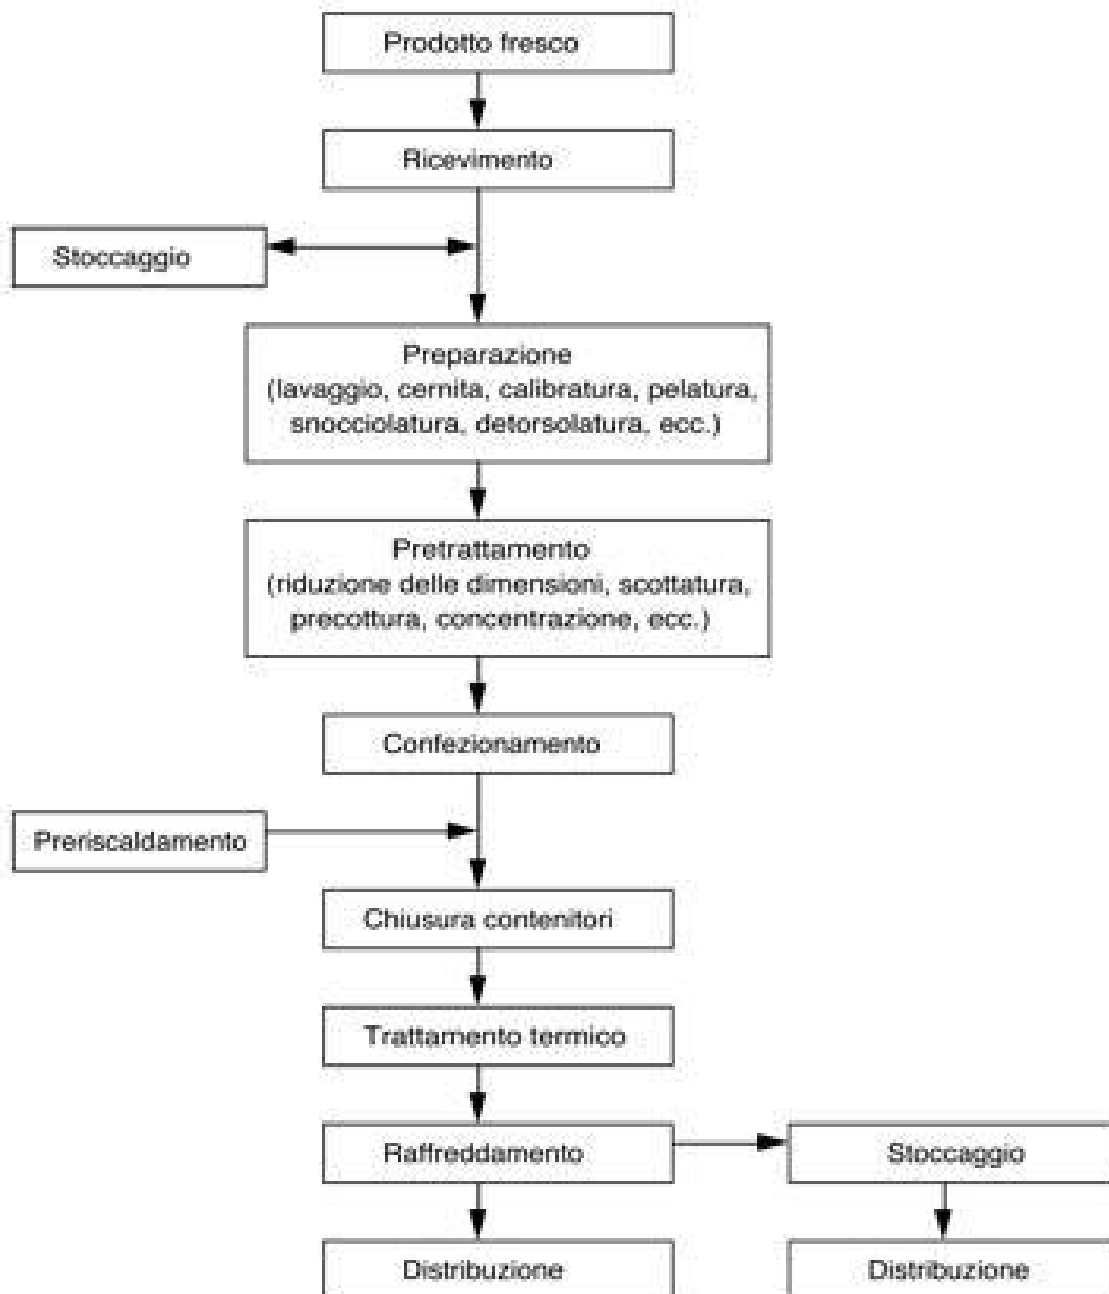 Prodotto fresco
Ricevimento
Stoccaggio
Preparazione
(lavaggio, cernita, calibratura, pelatura,
snocciolatura, detorsolatura, ecc.)
Pretrattamento
(riduzione delle dimensioni, scottatura,
precottura, concentrazione, ecc.)
Confezionamento
Preriscaldamento
Chiusura contenitori
Trattamento termico
Raffreddamento
Stoccaggio
Distribuzione
Distribuzione